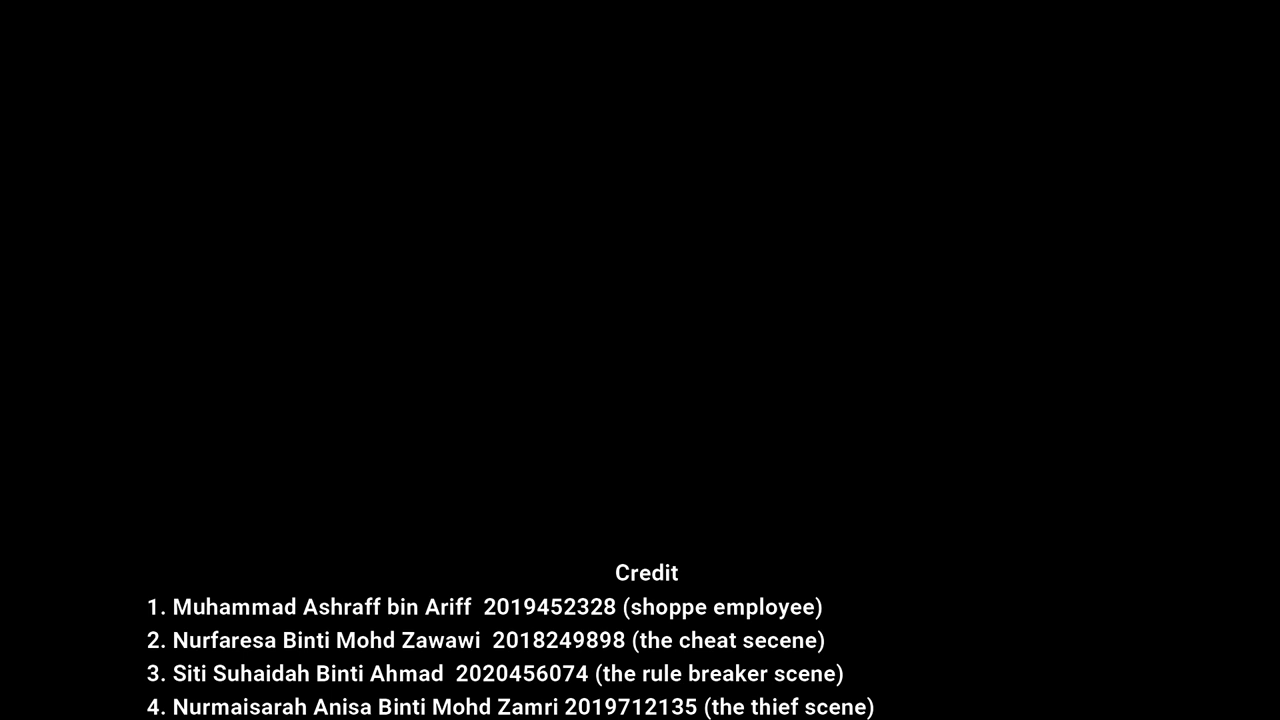 Credit
1. Muhammad Ashraff bin Ariff  2019452328 (shoppe employee)
2. Nurfaresa Binti Mohd Zawawi  2018249898 (the cheat secene)
3. Siti Suhaidah Binti Ahmad  2020456074 (the rule breaker scene)
4. Nurmaisarah Anisa Binti Mohd Zamri 2019712135 (the thief scene)